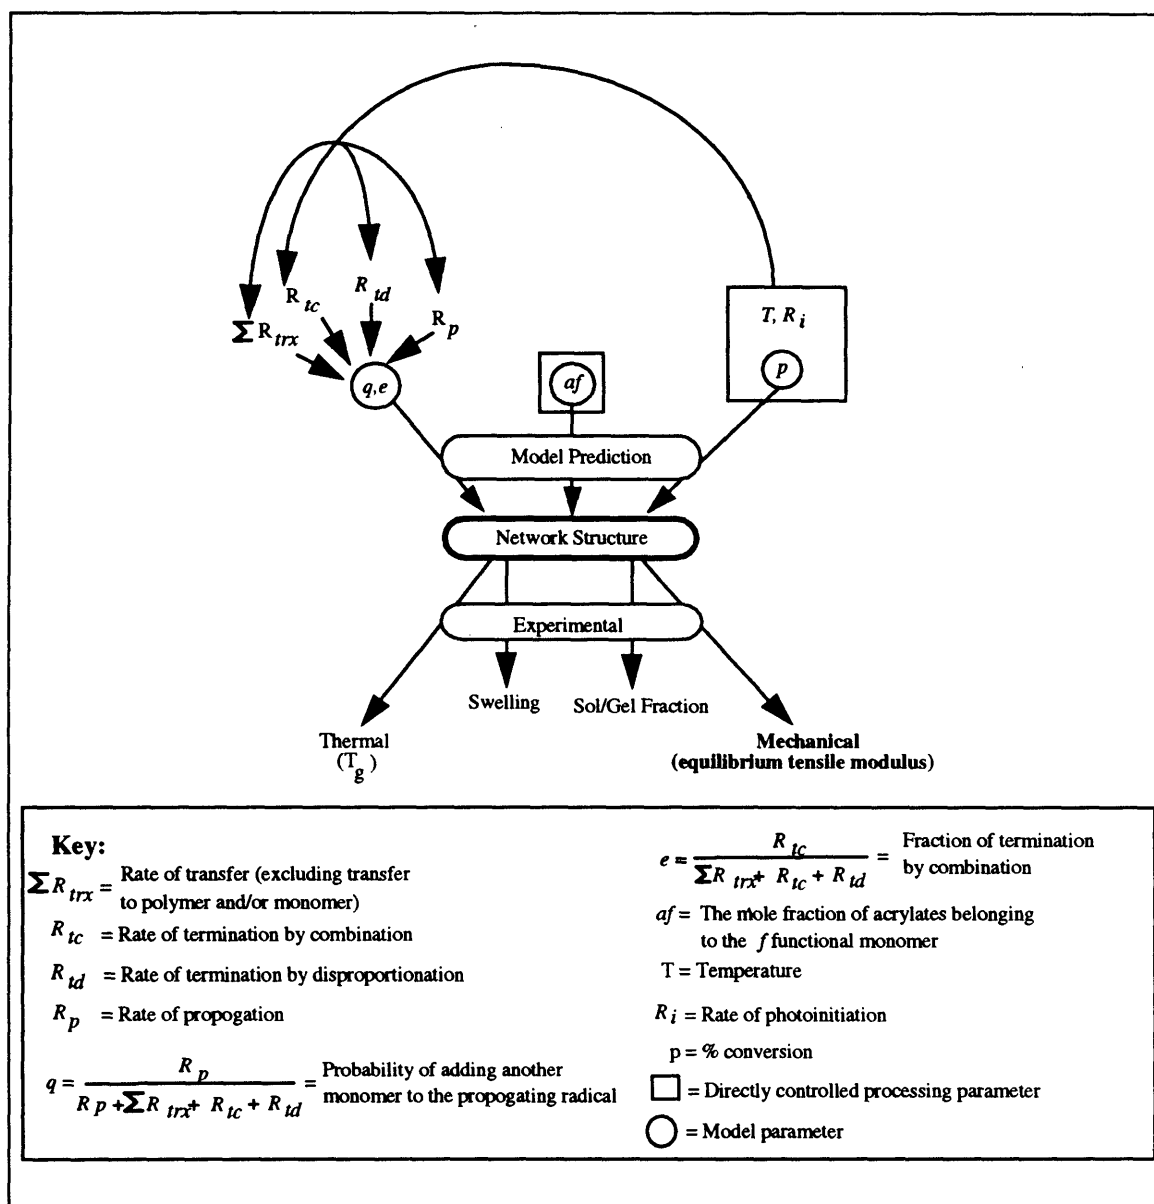 T, R i
R tc
R td
R p
Σ R trx
q,e
af
p
Model Prediction
Network Structure
Experimental
Swelling
Sol/Gel Fraction
Thermal
(T g )
Mechanical
(equilibrium tensile modulus)
Key:
Σ R trx = Rate of transfer (excluding transfer
to polymer and/or monomer)
R tc = Rate of termination by combination
R td = Rate of termination by disproportionation
R p = Rate of propogation
q = R p / R p + Σ R trx + R tc + R td = Probability of adding another
monomer to the propogating radical
e = R tc / Σ R trx + R tc + R td = Fraction of termination
by combination
af = The mole fraction of acrylates belonging
to the f functional monomer
T = Temperature
R i = Rate of photoinitiation
p = % conversion
= Directly controlled processing parameter
= Model parameter